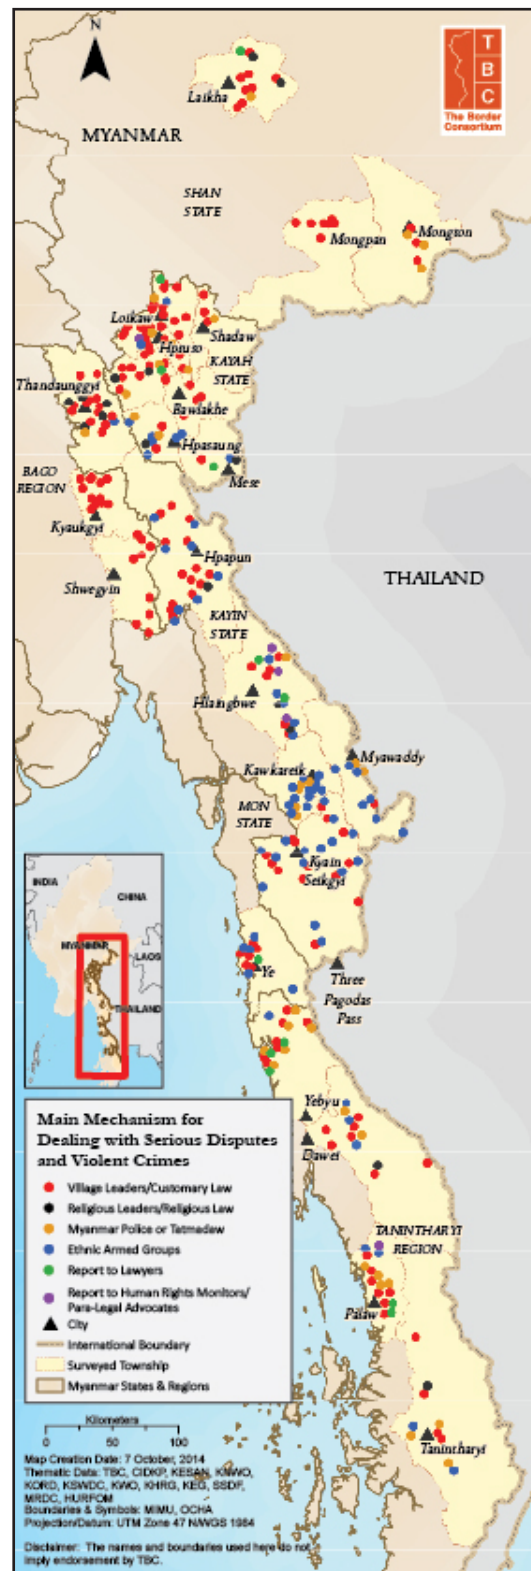 N
T
B
C
The Border
Consortium
Laikha
MYANMAR
SHAN
STATE
Mongpan
Mongton
Loikaw
Shadaw
Hpruso
KAYAH
STATE
Thandaunggyi
Bawlakhe
Hpasaung
BAGO
REGION
Mese
Kyaukgyi
Hpapun
THAILAND
Shwegyin
KAYIN
STATE
Hlaingbwe
Myawaddy
Kawkareik
MON
STATE
Kyain
Seikgyi
INDIA
CHINA
MYANMAR
LAOS
THAILAND
Ye
Three
Pagodas
Pass
Yebyu
Dawei
Main Mechanism for
Dealing with Serious Disputes
and Violent Crimes
Village Leaders/Customary Law
Religious Leaders/Religious Law
Myanmar Police or Tatmadaw
Ethnic Armed Groups
Report to Lawyers
Report to Human Rights Monitors/
Para-Legal Advocates
City
International Boundary
Surveyed Township
Myanmar States & Regions
TANINTHARYI
REGION
Palaw
Tanintharyi
Kilometers
0 50 100
Map Creation Date: 7 October, 2014
Thematic Data: TBC, CIDKP, KESAN, KNWO,
KORD, KSWDC, KWO, KHRG, KEG, SSDF,
MRDC, HURFOM
Boundaries & Symbols: MIMU, OCHA
Projection/Datum: UTM Zone 47 N/WGS 1984
Disclaimer: The names and boundaries used here do not
imply endorsement by TBC.